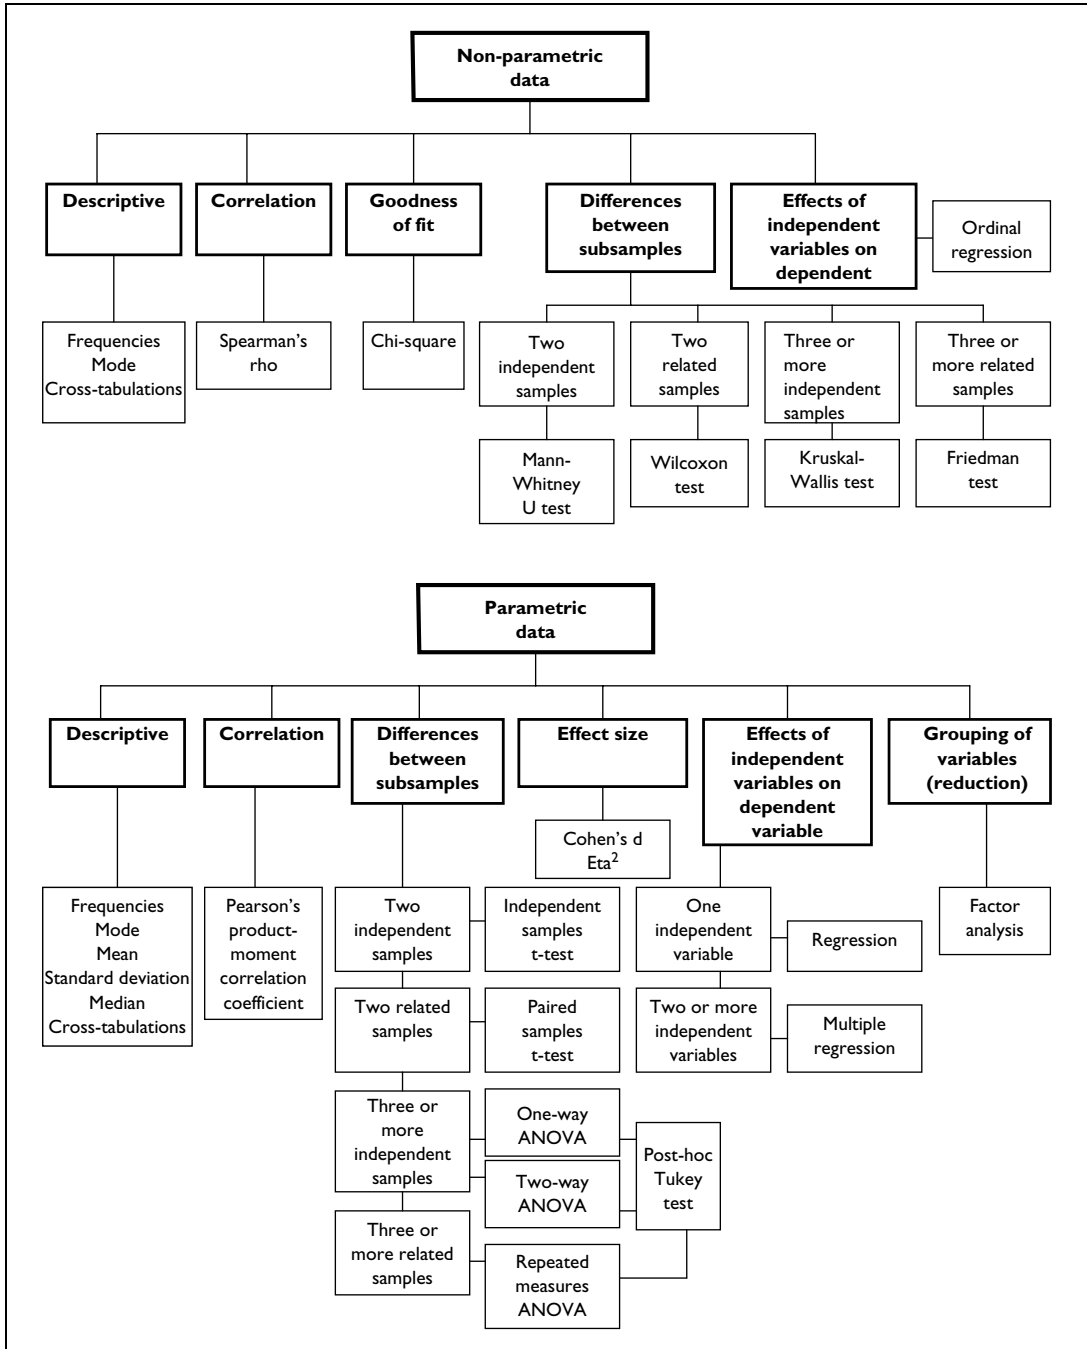 Non-parametric
data
Descriptive
Correlation
Goodness
of fit
Differences
between
subsamples
Effects of
independent
variables on
dependent
Ordinal
regression
Frequencies
Mode
Cross-tabulations
Spearman's
rho
Chi-square
Two
independent
samples
Two
related
samples
Three or
more
independent
samples
Three or
more related
samples
Mann-
Whitney
U test
Wilcoxon
test
Kruskal-
Wallis test
Friedman
test
Parametric
data
Descriptive
Correlation
Differences
between
subsamples
Effect size
Effects of
independent
variables on
dependent
variable
Grouping of
variables
(reduction)
Cohen's d
Eta²
Frequencies
Mode
Mean
Standard deviation
Median
Cross-tabulations
Pearson's
product-
moment
correlation
coefficient
Two
independent
samples
Independent
samples
t-test
One
independent
variable
Regression
Factor
analysis
Two related
samples
Paired
samples
t-test
Two or more
independent
variables
Multiple
regression
Three or
more
independent
samples
One-way
ANOVA
Two-way
ANOVA
Post-hoc
Tukey
test
Three or
more related
samples
Repeated
measures
ANOVA